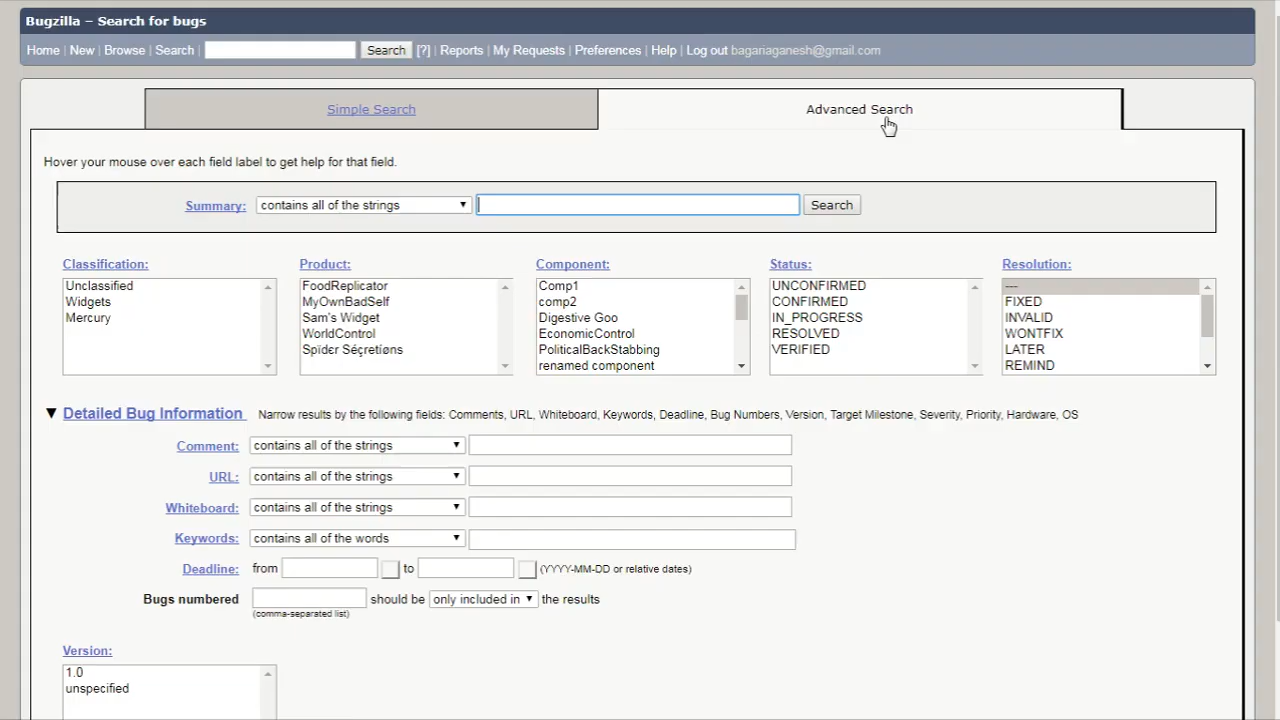 Bugzilla – Search for bugs
Home | New | Browse | Search | Search [?] | Reports | My Requests | Preferences | Help | Log out bagariaganesh@gmail.com
Simple Search Advanced Search
Hover your mouse over each field label to get help for that field.
Summary: contains all of the strings Search
Classification: Product: Component: Status: Resolution:
Unclassified FoodReplicator Comp1 UNCONFIRMED ---
Widgets MyOwnBadSelf comp2 CONFIRMED FIXED
Mercury Sam's Widget Digestive Goo IN_PROGRESS INVALID
WorldControl EconomicControl RESOLVED WONTFIX
Spïdєr Séçretíøns PoliticalBackStabbing VERIFIED LATER
renamed component REMIND
Detailed Bug Information Narrow results by the following fields: Comments, URL, Whiteboard, Keywords, Deadline, Bug Numbers, Version, Target Milestone, Severity, Priority, Hardware, OS
Comment: contains all of the strings
URL: contains all of the strings
Whiteboard: contains all of the strings
Keywords: contains all of the words
Deadline: from to (YYYY-MM-DD or relative dates)
Bugs numbered should be only included in the results
(comma-separated list)
Version:
1.0
unspecified